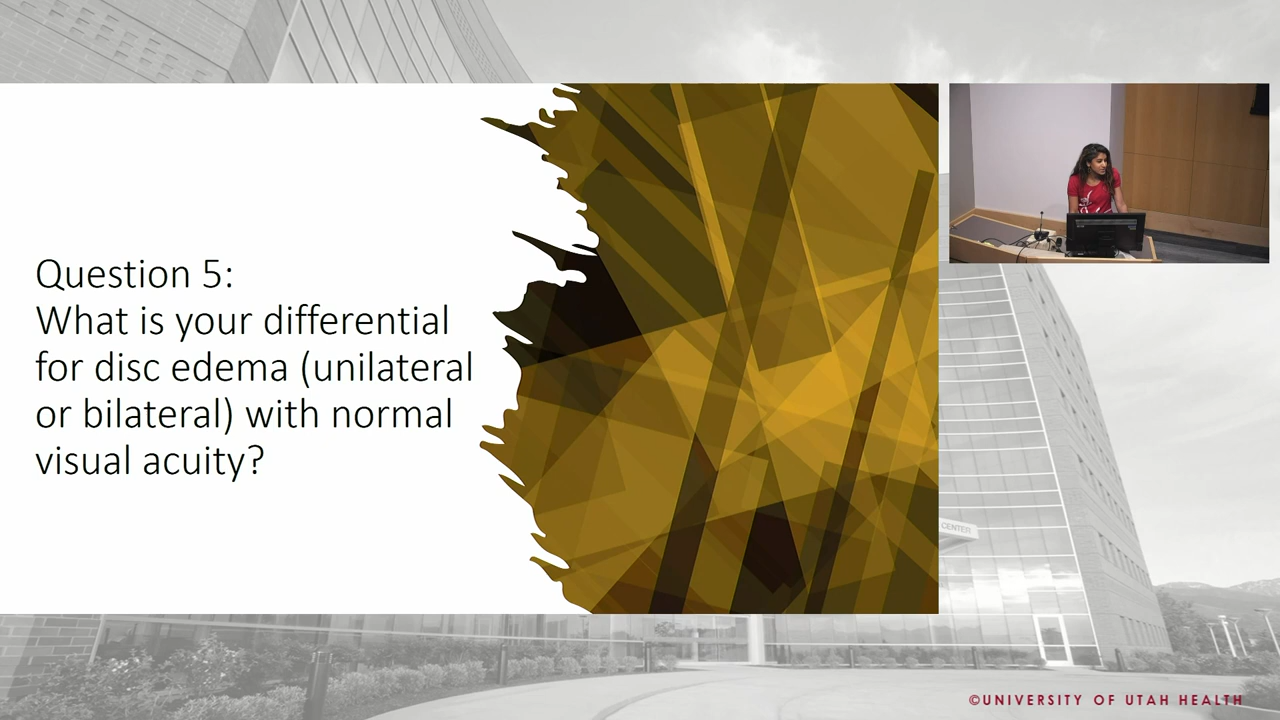 Question 5:
What is your differential
for disc edema (unilateral
or bilateral) with normal
visual acuity?
CENTER
©UNIVERSITY OF UTAH HEALTH